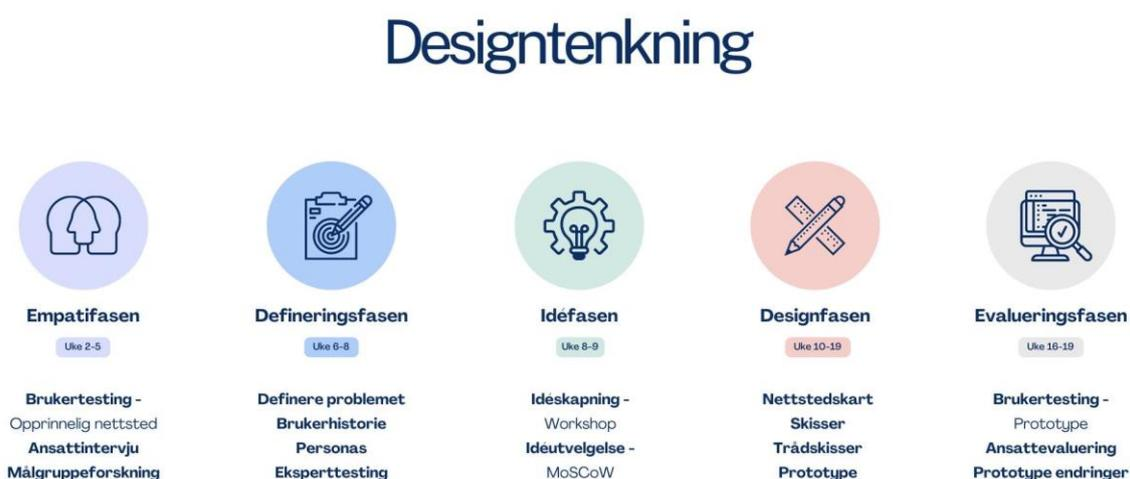 Designtenkning
Empatifasen
Uke 2-5
Brukertesting -
Opprinnelig nettsted
Ansattintervju
Målgruppeforskning
Defineringsfasen
Uke 6-8
Definere problemet
Brukerhistorie
Personas
Eksperttesting
Idéfasen
Uke 8-9
Idéskapning -
Workshop
Idéutvelgelse -
MoSCoW
Designfasen
Uke 10-19
Nettstedskart
Skisser
Trådskisser
Prototype
Evalueringsfasen
Uke 16-19
Brukertesting -
Prototype
Ansattevaluering
Prototype endringer